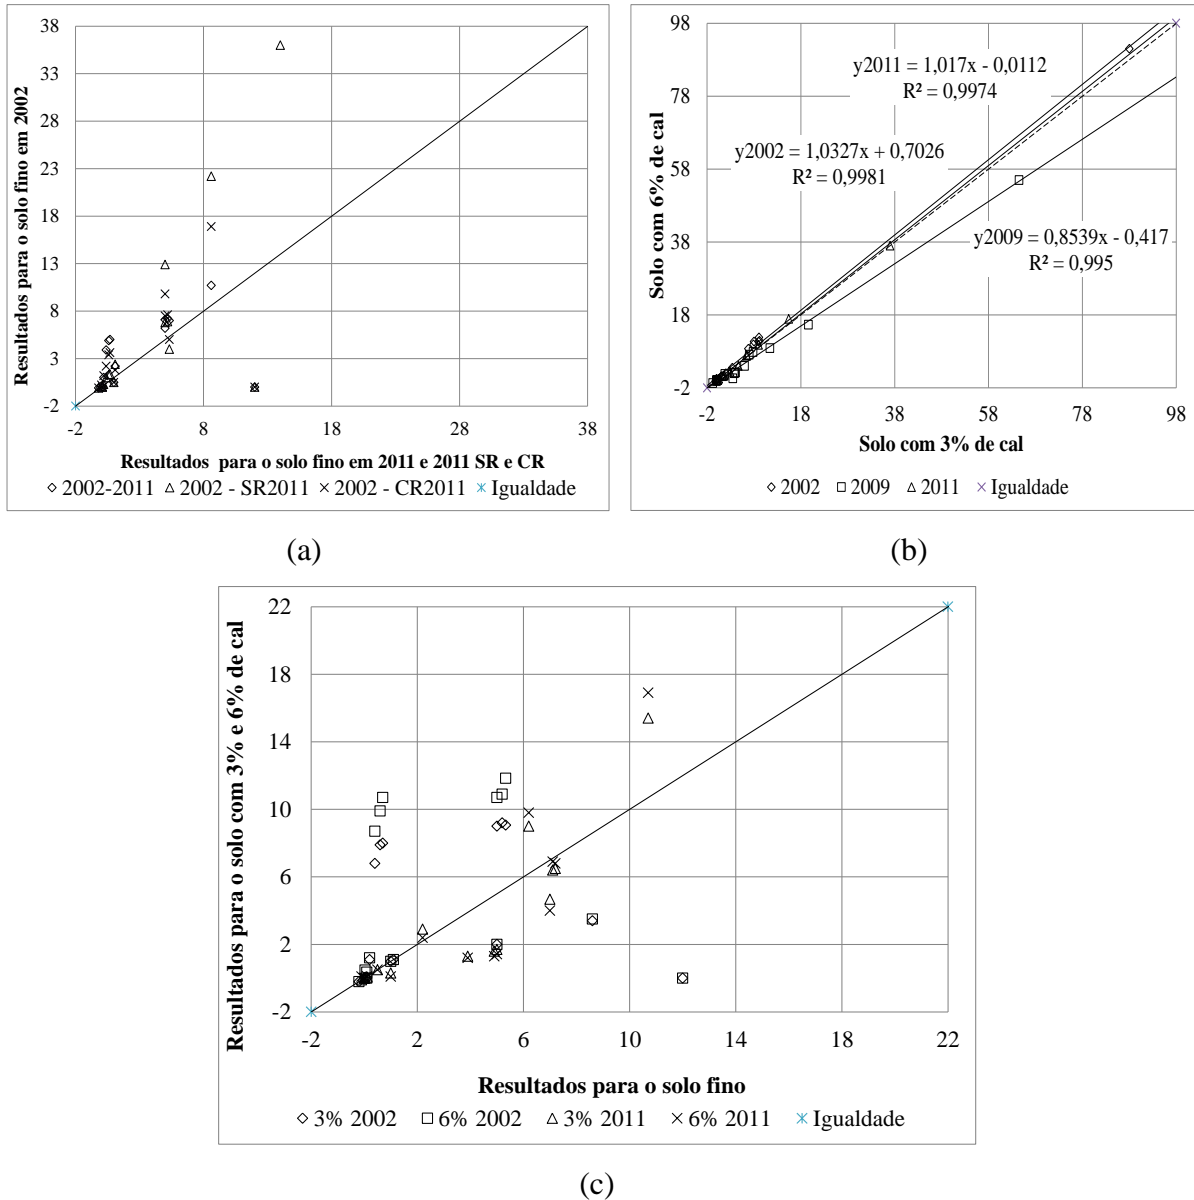 Resultados para o solo fino em 2002
38
33
28
23
18
13
8
3
-2
-2 8 18 28 38
Resultados para o solo fino em 2011 e 2011 SR e CR
2002-2011 2002 - SR2011 2002 - CR2011 Igualdade
(a)
Solo com 6% de cal
98
78
58
38
18
-2
y2011 = 1,017x - 0,0112
R² = 0,9974
y2002 = 1,0327x + 0,7026
R² = 0,9981
y2009 = 0,8539x - 0,417
R² = 0,995
-2 18 38 58 78 98
Solo com 3% de cal
2002 2009 2011 Igualdade
(b)
Resultados para o solo com 3% e 6% de cal
22
18
14
10
6
2
-2
-2 2 6 10 14 18 22
Resultados para o solo fino
3% 2002 6% 2002 3% 2011 6% 2011 Igualdade
(c)